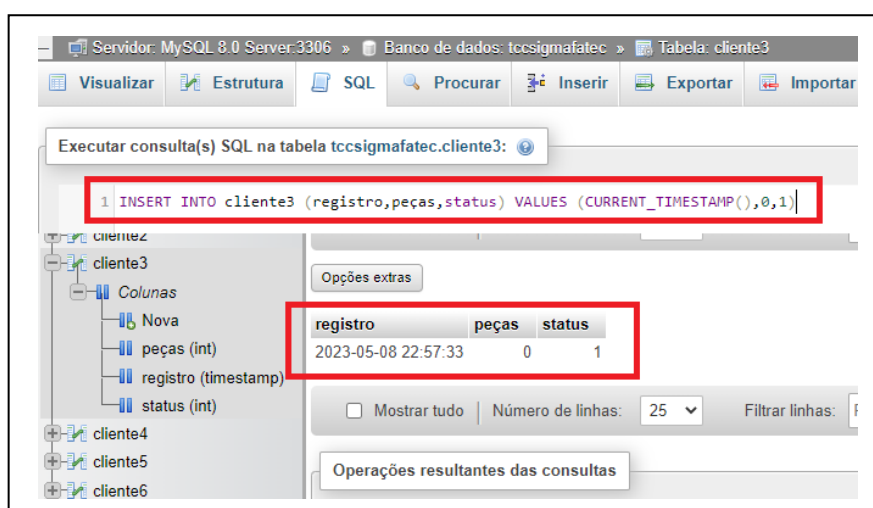 Servidor: MySQL 8.0 Server:3306 » Banco de dados: tccsigmafatec » Tabela: cliente3
Visualizar Estrutura SQL Procurar Inserir Exportar Importar
Executar consulta(s) SQL na tabela tccsigmafatec.cliente3:
1 INSERT INTO cliente3 (registro,peças,status) VALUES (CURRENT_TIMESTAMP(),0,1)
cliente2
cliente3
Colunas
Nova
peças (int)
registro (timestamp)
status (int)
cliente4
cliente5
cliente6
Opções extras
registro peças status
2023-05-08 22:57:33 0 1
Mostrar tudo Número de linhas: 25 Filtrar linhas:
Operações resultantes das consultas